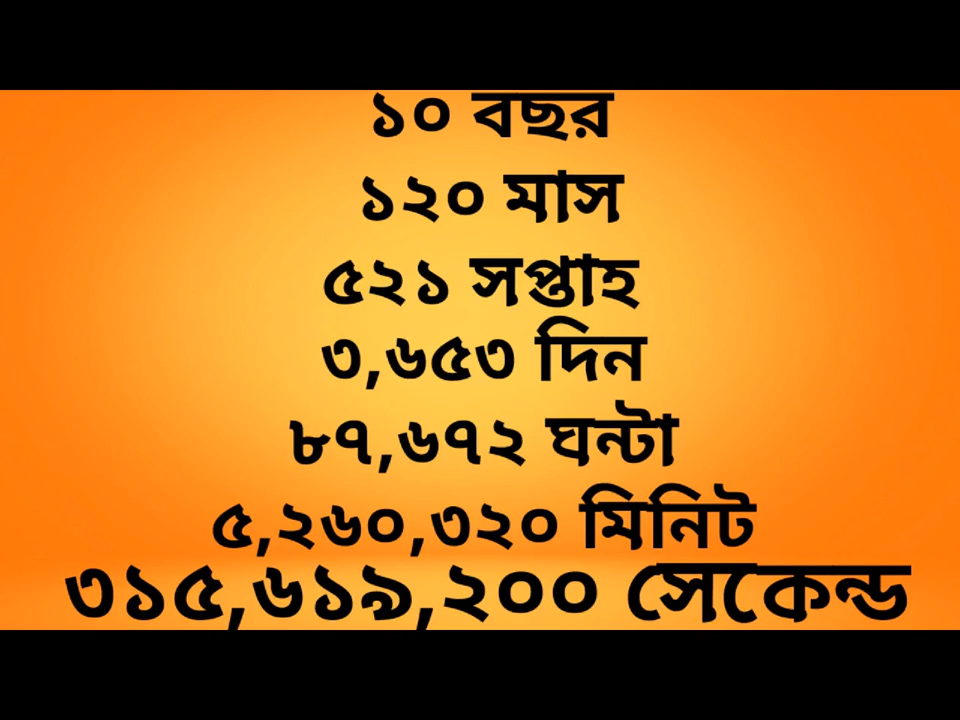 ১০ বছর
১২০ মাস
৫২১ সপ্তাহ
৩,৬৫৩ দিন
৮৭,৬৭২ ঘন্টা
৫,২৬০,৩২০ মিনিট
৩১৫,৬১৯,২০০ সেকেন্ড